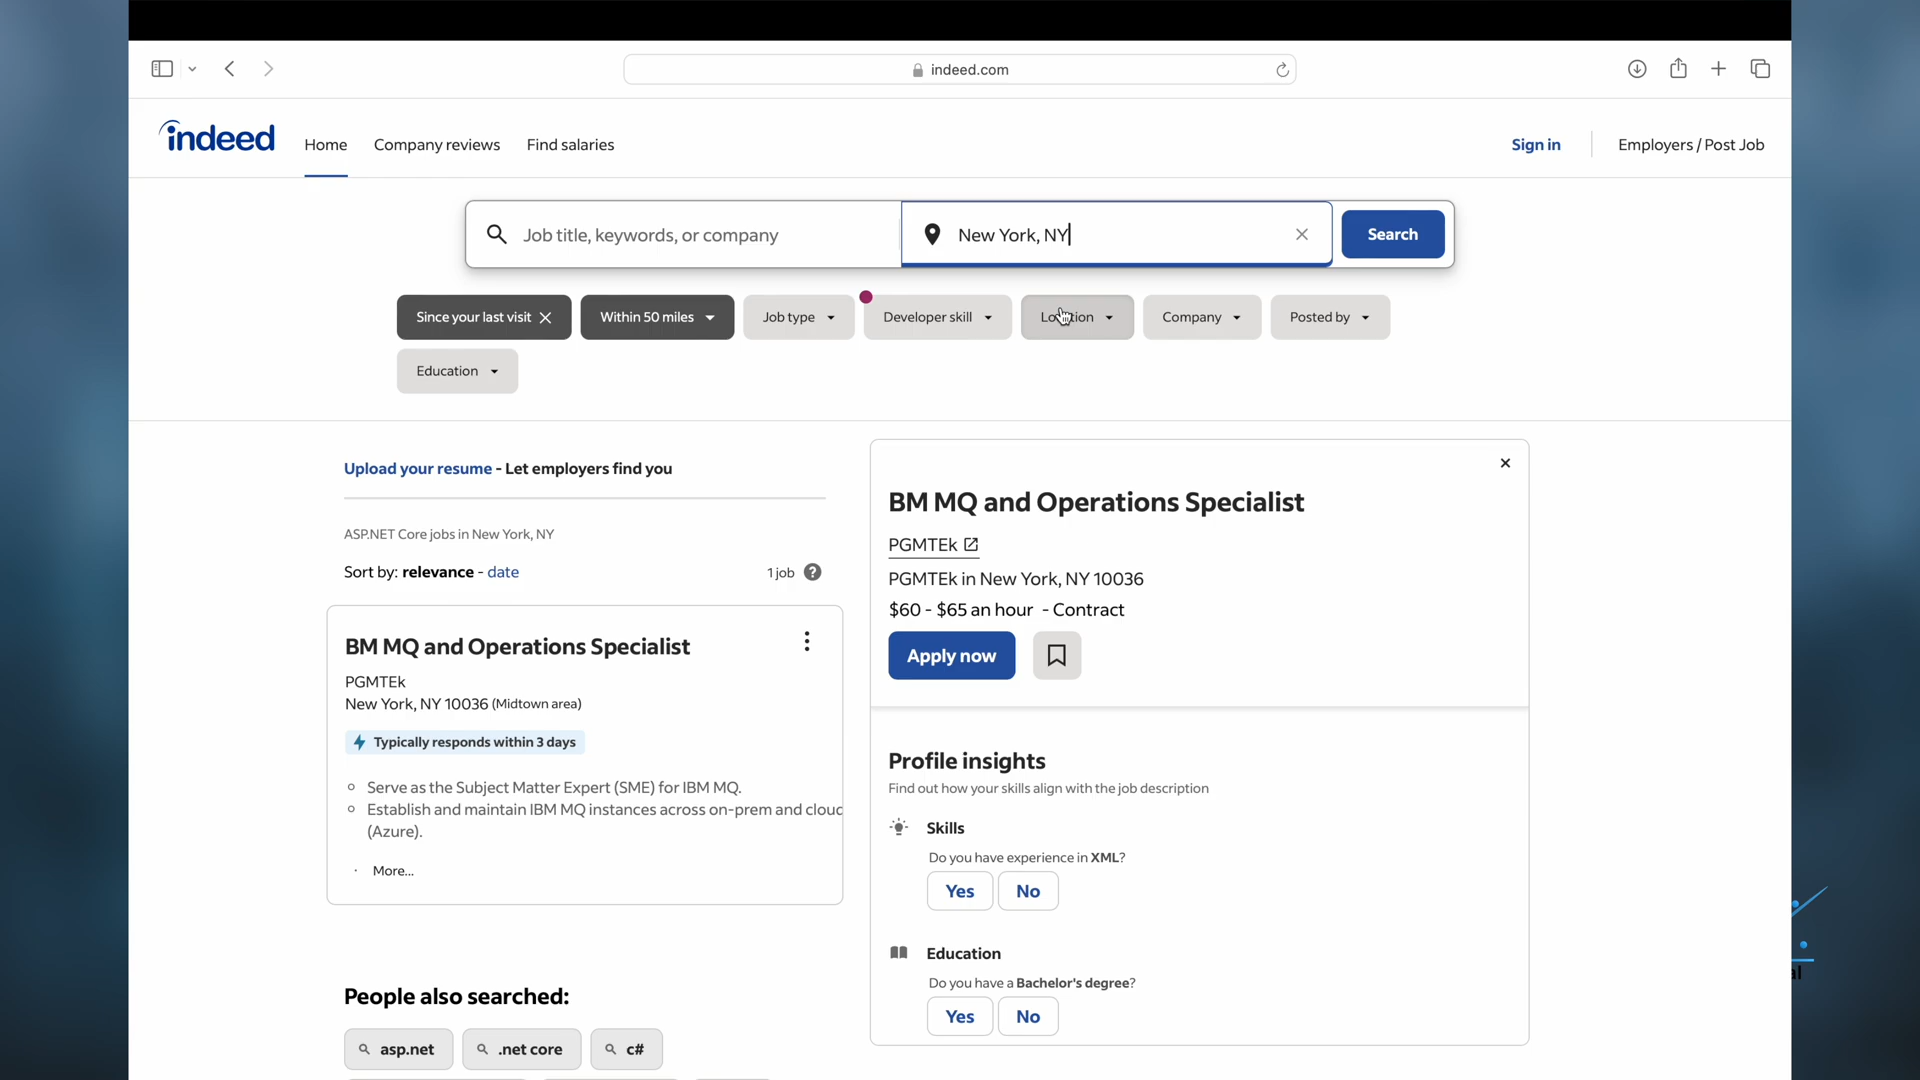 indeed.com
indeed
Home
Company reviews
Find salaries
Sign in
Employers / Post Job
Job title, keywords, or company
New York, NY
Search
Since your last visit
Within 50 miles
Job type
Developer skill
Location
Company
Posted by
Education
Upload your resume - Let employers find you
ASP.NET Core jobs in New York, NY
Sort by: relevance - date
1 job
BM MQ and Operations Specialist
PGMTEk
New York, NY 10036 (Midtown area)
Typically responds within 3 days
Serve as the Subject Matter Expert (SME) for IBM MQ.
Establish and maintain IBM MQ instances across on-prem and cloud
(Azure).
More...
People also searched:
asp.net
.net core
c#
BM MQ and Operations Specialist
PGMTEk
PGMTEk in New York, NY 10036
$60 - $65 an hour - Contract
Apply now
Profile insights
Find out how your skills align with the job description
Skills
Do you have experience in XML?
Yes
No
Education
Do you have a Bachelor's degree?
Yes
No
al